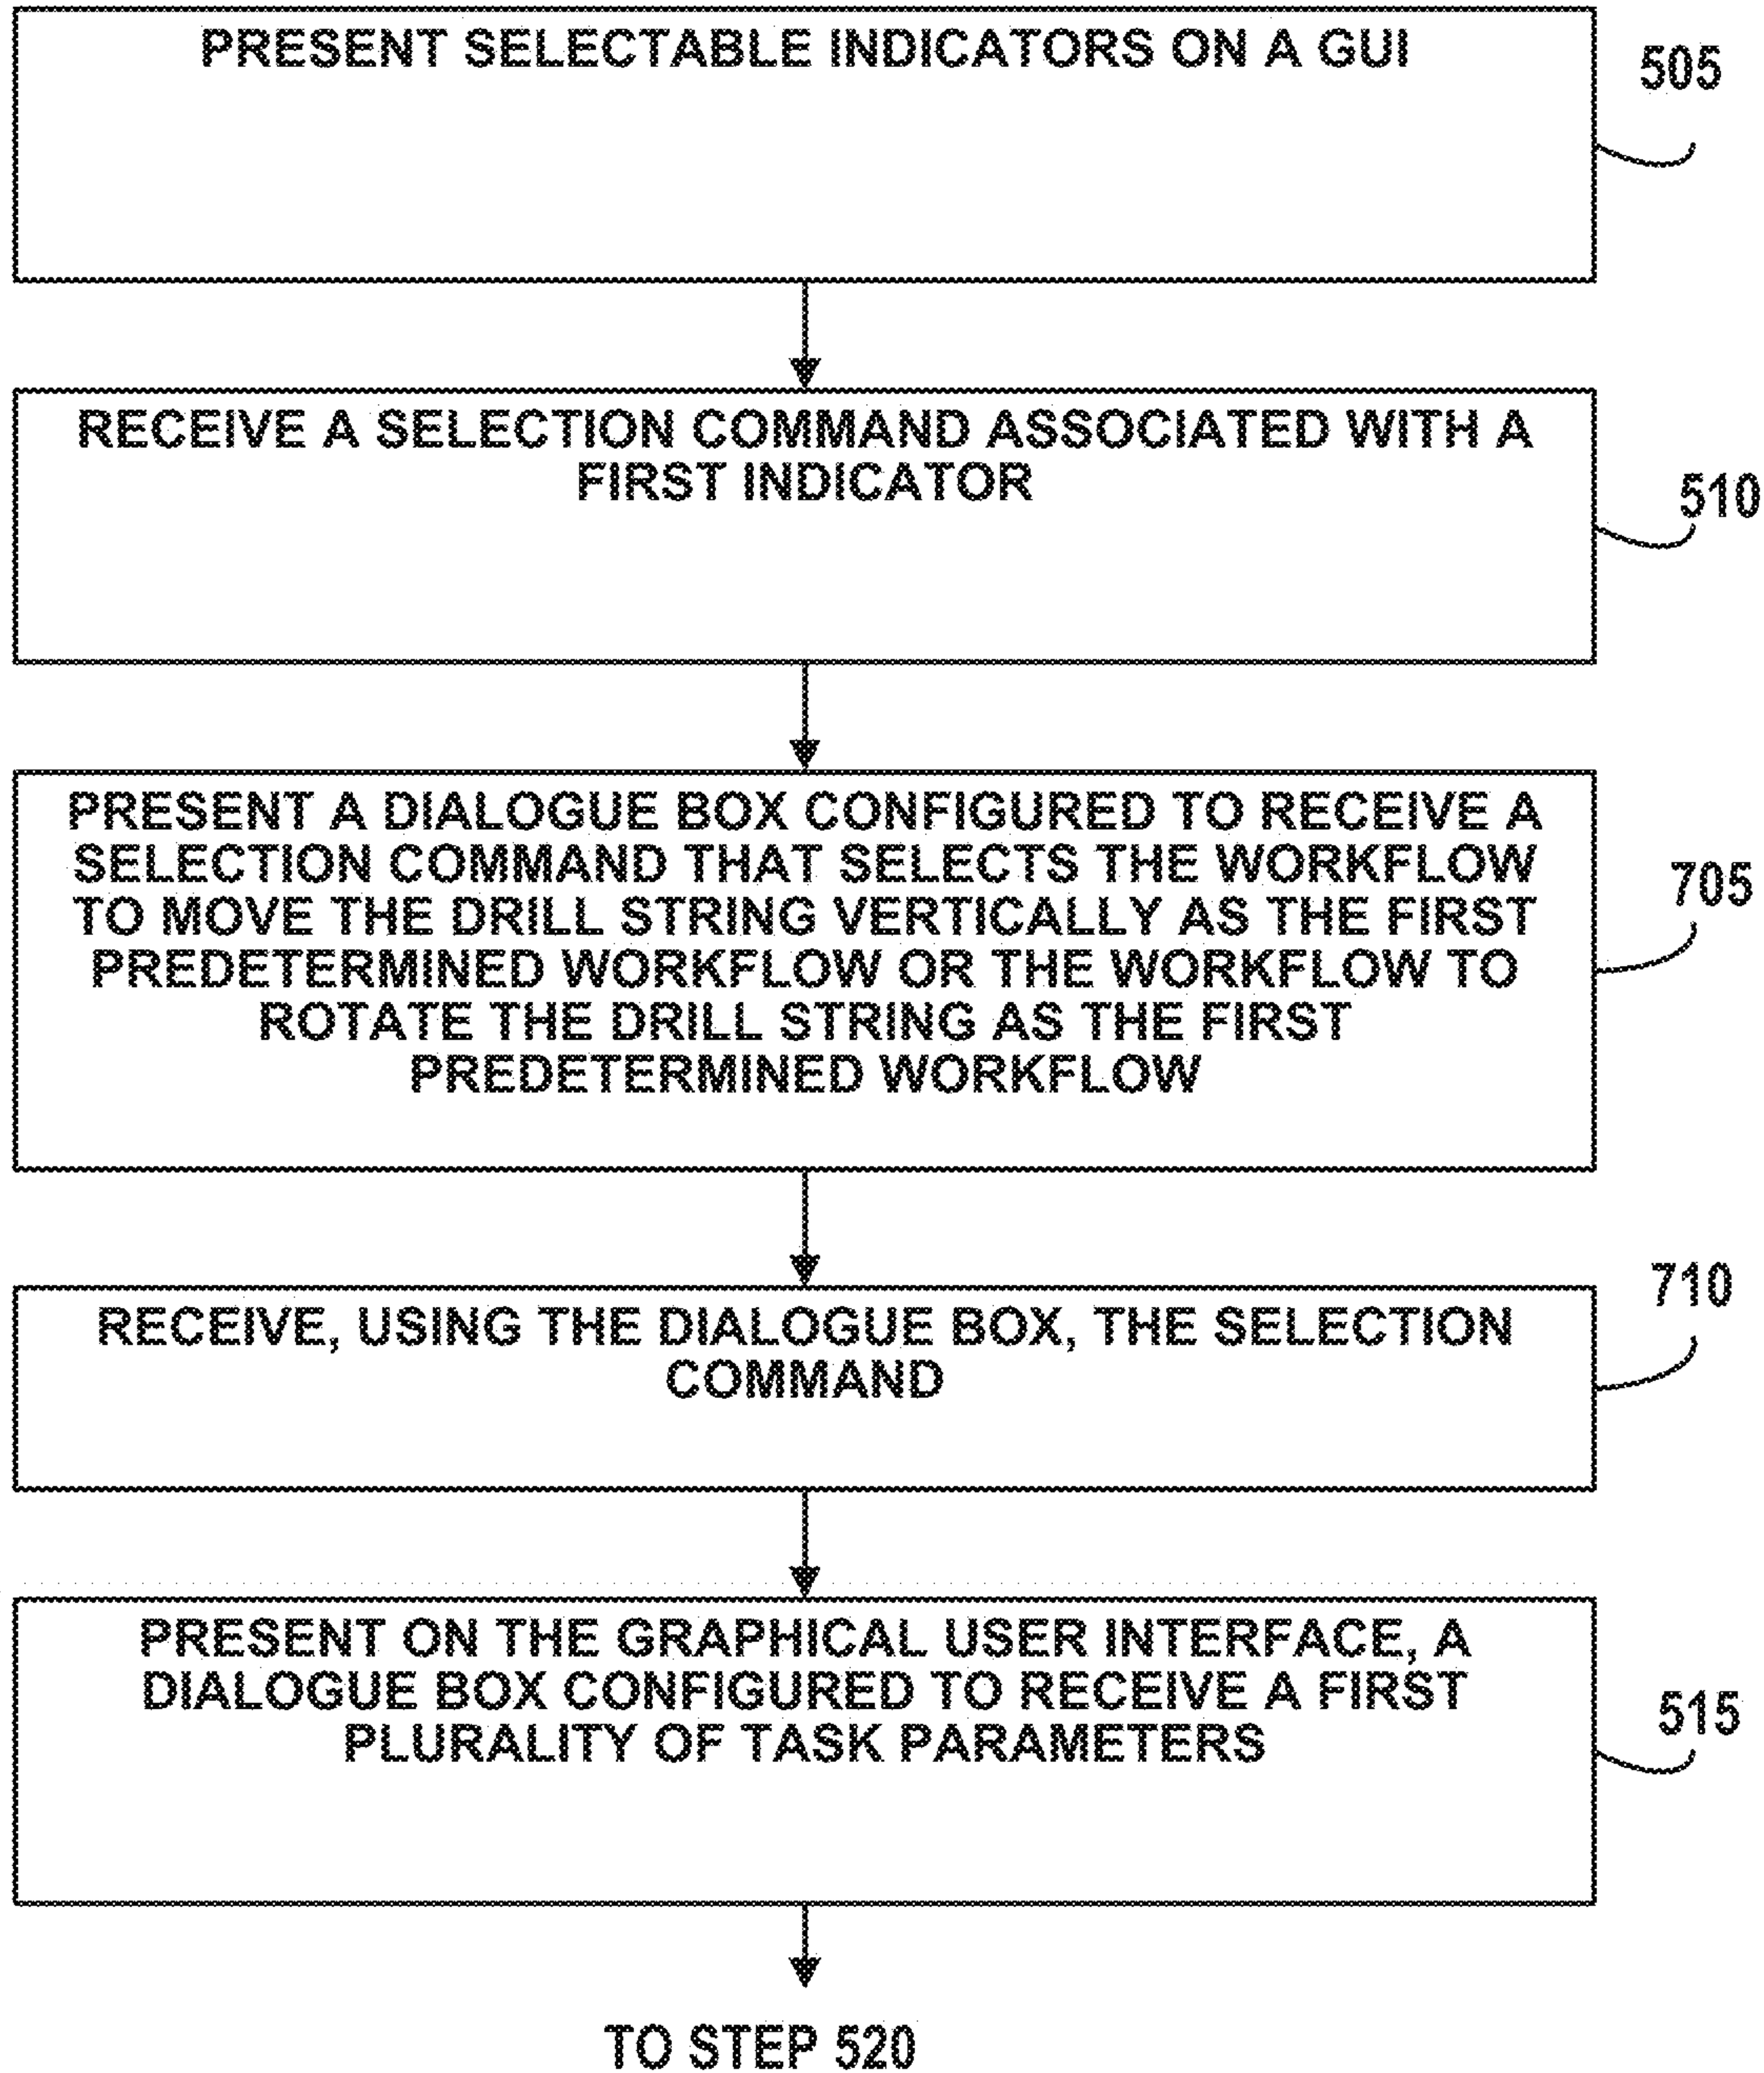 PRESENT SELECTABLE INDICATORS ON A GUI
505
RECEIVE A SELECTION COMMAND ASSOCIATED WITH A
FIRST INDICATOR
510
PRESENT A DIALOGUE BOX CONFIGURED TO RECEIVE A
SELECTION COMMAND THAT SELECTS THE WORKFLOW
TO MOVE THE DRILL STRING VERTICALLY AS THE FIRST
PREDETERMINED WORKFLOW OR THE WORKFLOW TO
ROTATE THE DRILL STRING AS THE FIRST
PREDETERMINED WORKFLOW
705
RECEIVE, USING THE DIALOGUE BOX, THE SELECTION
COMMAND
710
PRESENT ON THE GRAPHICAL USER INTERFACE, A
DIALOGUE BOX CONFIGURED TO RECEIVE A FIRST
PLURALITY OF TASK PARAMETERS
515
TO STEP 520